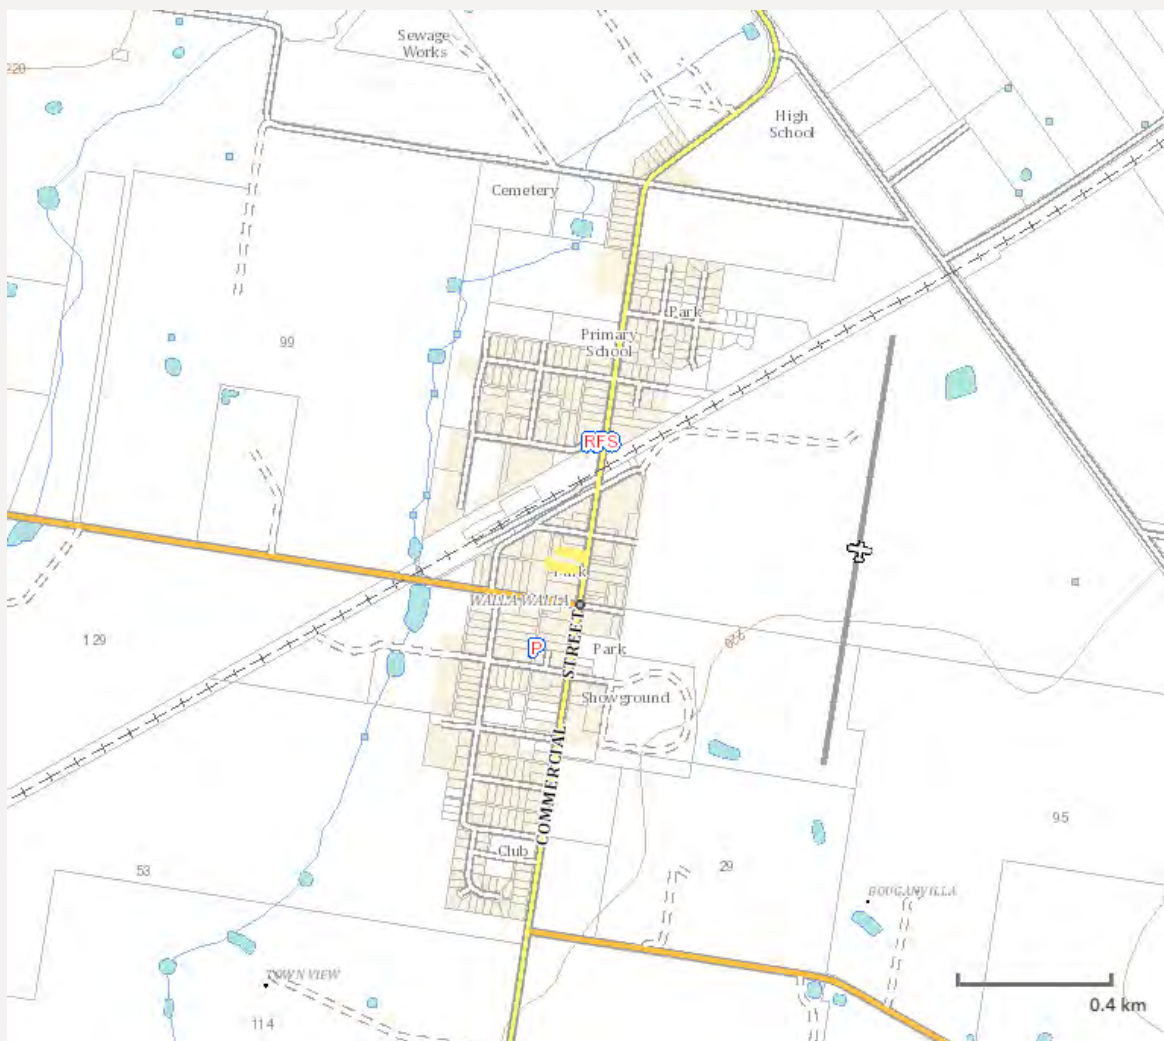 Sewage
Works
220
High
School
Cemetery
Park
Primary
School
99
RFS
Park
WALLA WALLA
129
P
Park
220
STREET
Showground
COMMERCIAL
95
Club
29
53
BOUGANVILLA
TOWN VIEW
0.4 km
114